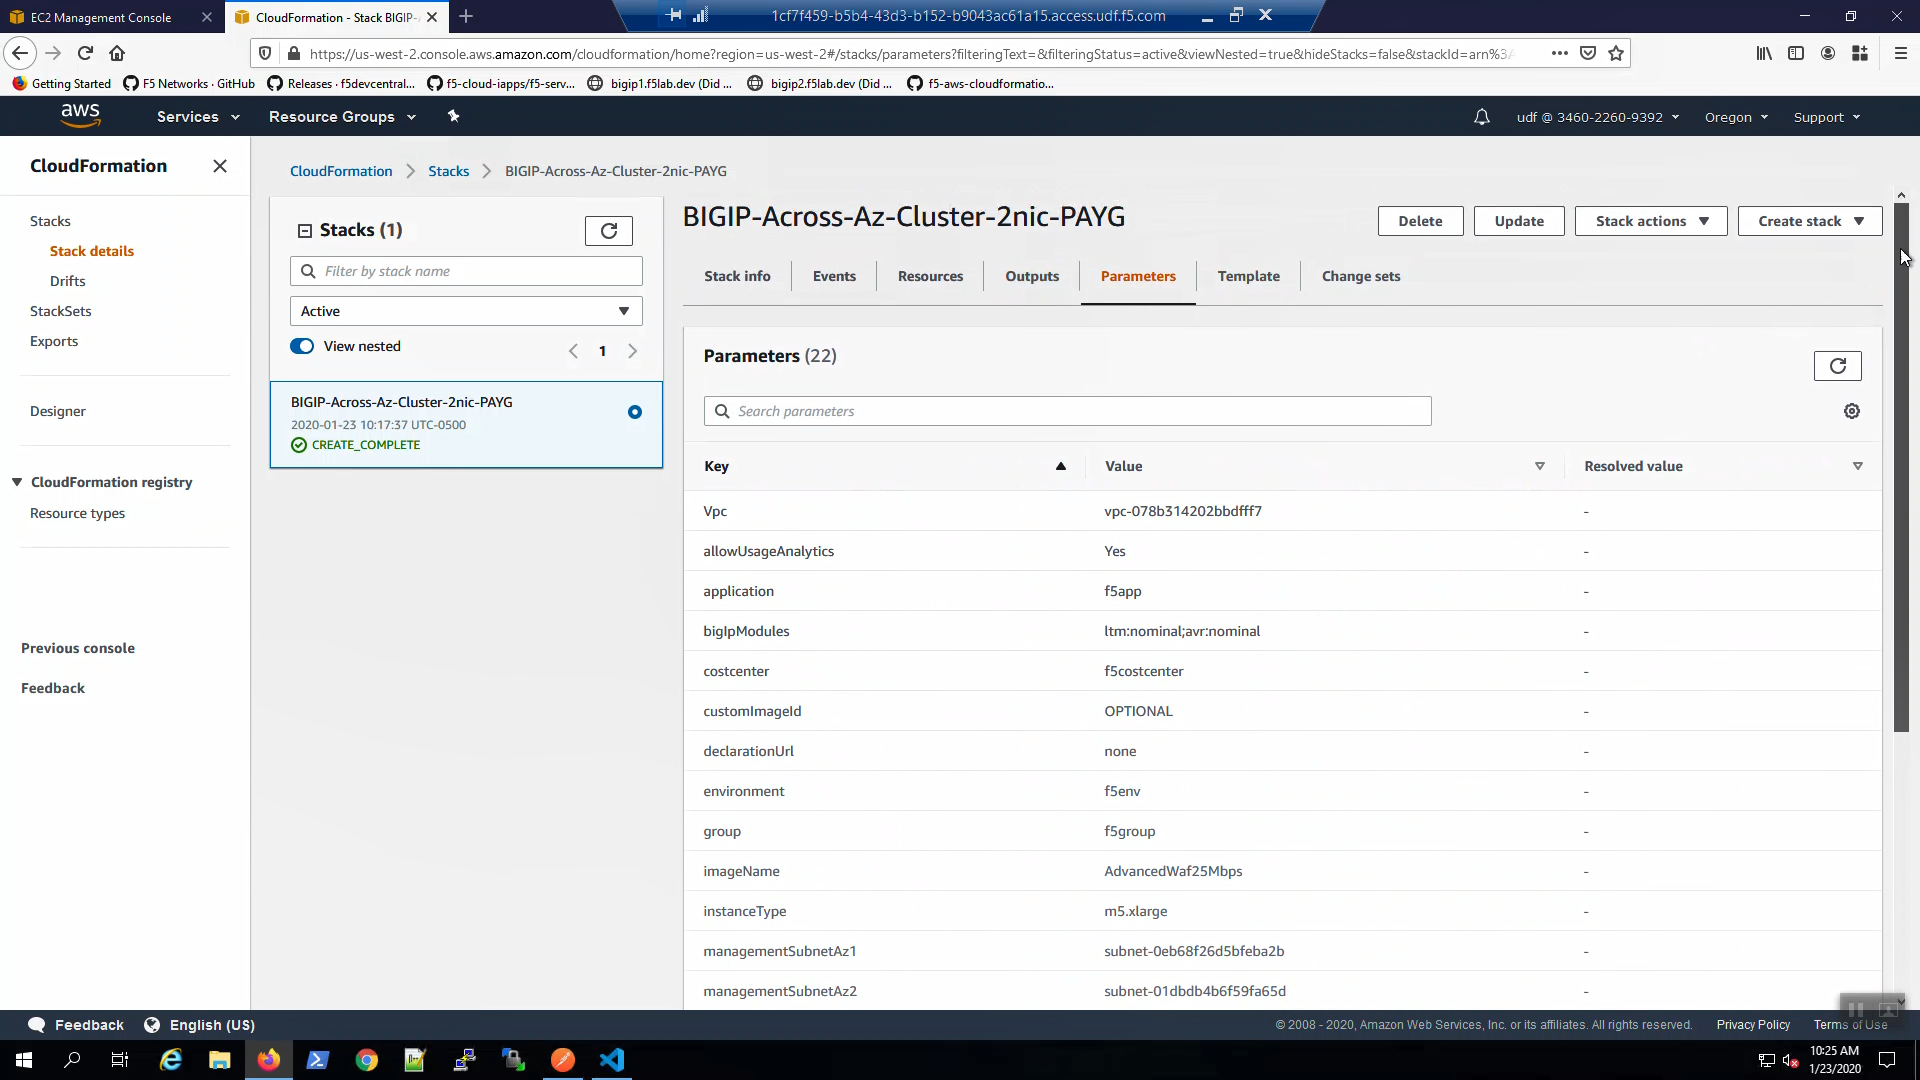 EC2 Management Console
CloudFormation - Stack BIGIP-
1cf7f459-b5b4-43d3-b152-b9043ac61a15.access.udf.f5.com
https://us-west-2.console.aws.amazon.com/cloudformation/home?region=us-west-2#/stacks/parameters?filteringText=&filteringStatus=active&viewNested=true&hideStacks=false&stackId=arn%3A
Getting Started
F5 Networks · GitHub
Releases · f5devcentral...
f5-cloud-iapps/f5-serv...
bigip1.f5lab.dev (Did ...
bigip2.f5lab.dev (Did ...
f5-aws-cloudformatio...
aws
Services
Resource Groups
udf @ 3460-2260-9392
Oregon
Support
CloudFormation
Stacks
Stack details
Drifts
StackSets
Exports
Designer
CloudFormation registry
Resource types
Previous console
Feedback
CloudFormation
Stacks
BIGIP-Across-Az-Cluster-2nic-PAYG
Stacks (1)
Filter by stack name
Active
View nested
1
BIGIP-Across-Az-Cluster-2nic-PAYG
2020-01-23 10:17:37 UTC-0500
CREATE_COMPLETE
BIGIP-Across-Az-Cluster-2nic-PAYG
Delete
Update
Stack actions
Create stack
Stack info
Events
Resources
Outputs
Parameters
Template
Change sets
Parameters (22)
Search parameters
Key Value Resolved value
Vpc vpc-078b314202bbdfff7 -
allowUsageAnalytics Yes -
application f5app -
bigIpModules ltm:nominal;avr:nominal -
costcenter f5costcenter -
customImageId OPTIONAL -
declarationUrl none -
environment f5env -
group f5group -
imageName AdvancedWaf25Mbps -
instanceType m5.xlarge -
managementSubnetAz1 subnet-0eb68f26d5bfeba2b -
managementSubnetAz2 subnet-01dbdb4b6f59fa65d -
Feedback
English (US)
© 2008 - 2020, Amazon Web Services, Inc. or its affiliates. All rights reserved.
Privacy Policy
Terms of Use
10:25 AM
1/23/2020